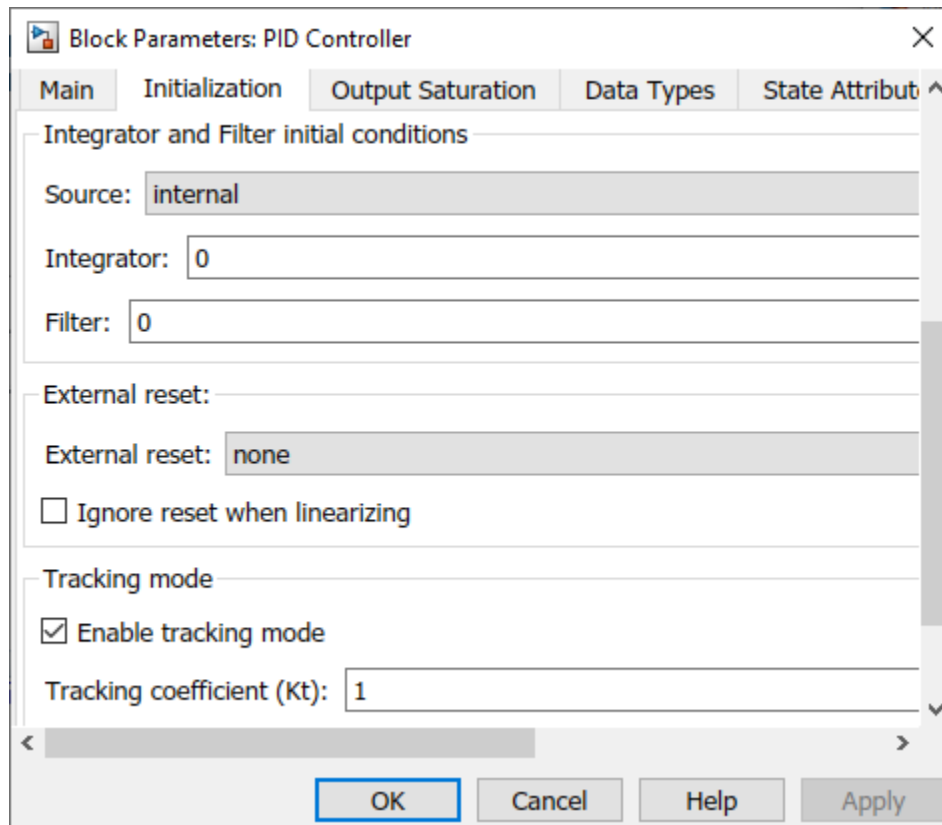 Block Parameters: PID Controller
Main Initialization Output Saturation Data Types State Attribut
Integrator and Filter initial conditions
Source: internal
Integrator: 0
Filter: 0
External reset:
External reset: none
Ignore reset when linearizing
Tracking mode
Enable tracking mode
Tracking coefficient (Kt): 1
OK Cancel Help Apply